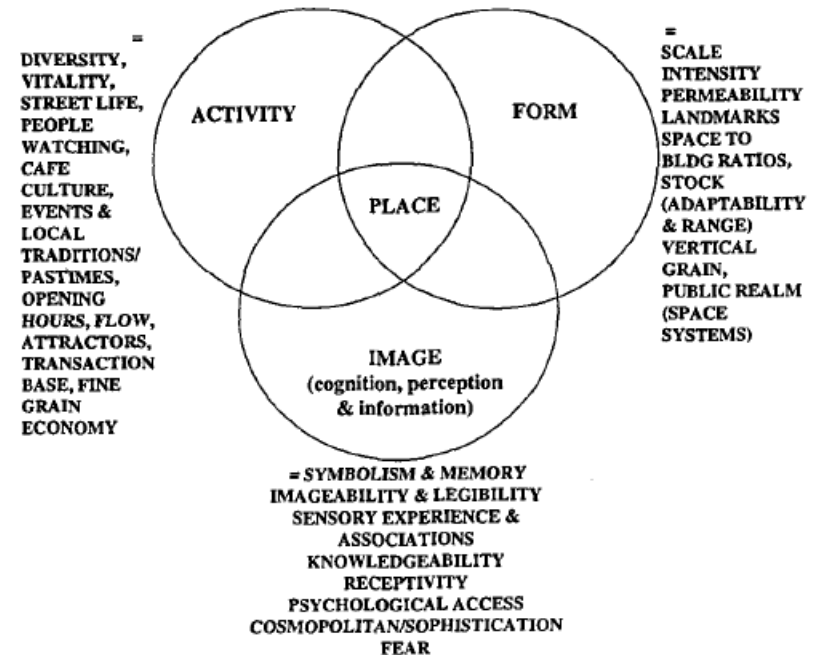 =
DIVERSITY,
VITALITY,
STREET LIFE,
PEOPLE
WATCHING,
CAFE
CULTURE,
EVENTS &
LOCAL
TRADITIONS/
PASTIMES,
OPENING
HOURS, FLOW,
ATTRACTORS,
TRANSACTION
BASE, FINE
GRAIN
ECONOMY
ACTIVITY
FORM
PLACE
IMAGE
(cognition, perception
& information)
=
SCALE
INTENSITY
PERMEABILITY
LANDMARKS
SPACE TO
BLDG RATIOS,
STOCK
(ADAPTABILITY
& RANGE)
VERTICAL
GRAIN,
PUBLIC REALM
(SPACE
SYSTEMS)
= SYMBOLISM & MEMORY
IMAGEABILITY & LEGIBILITY
SENSORY EXPERIENCE &
ASSOCIATIONS
KNOWLEDGEABILITY
RECEPTIVITY
PSYCHOLOGICAL ACCESS
COSMOPOLITAN/SOPHISTICATION
FEAR